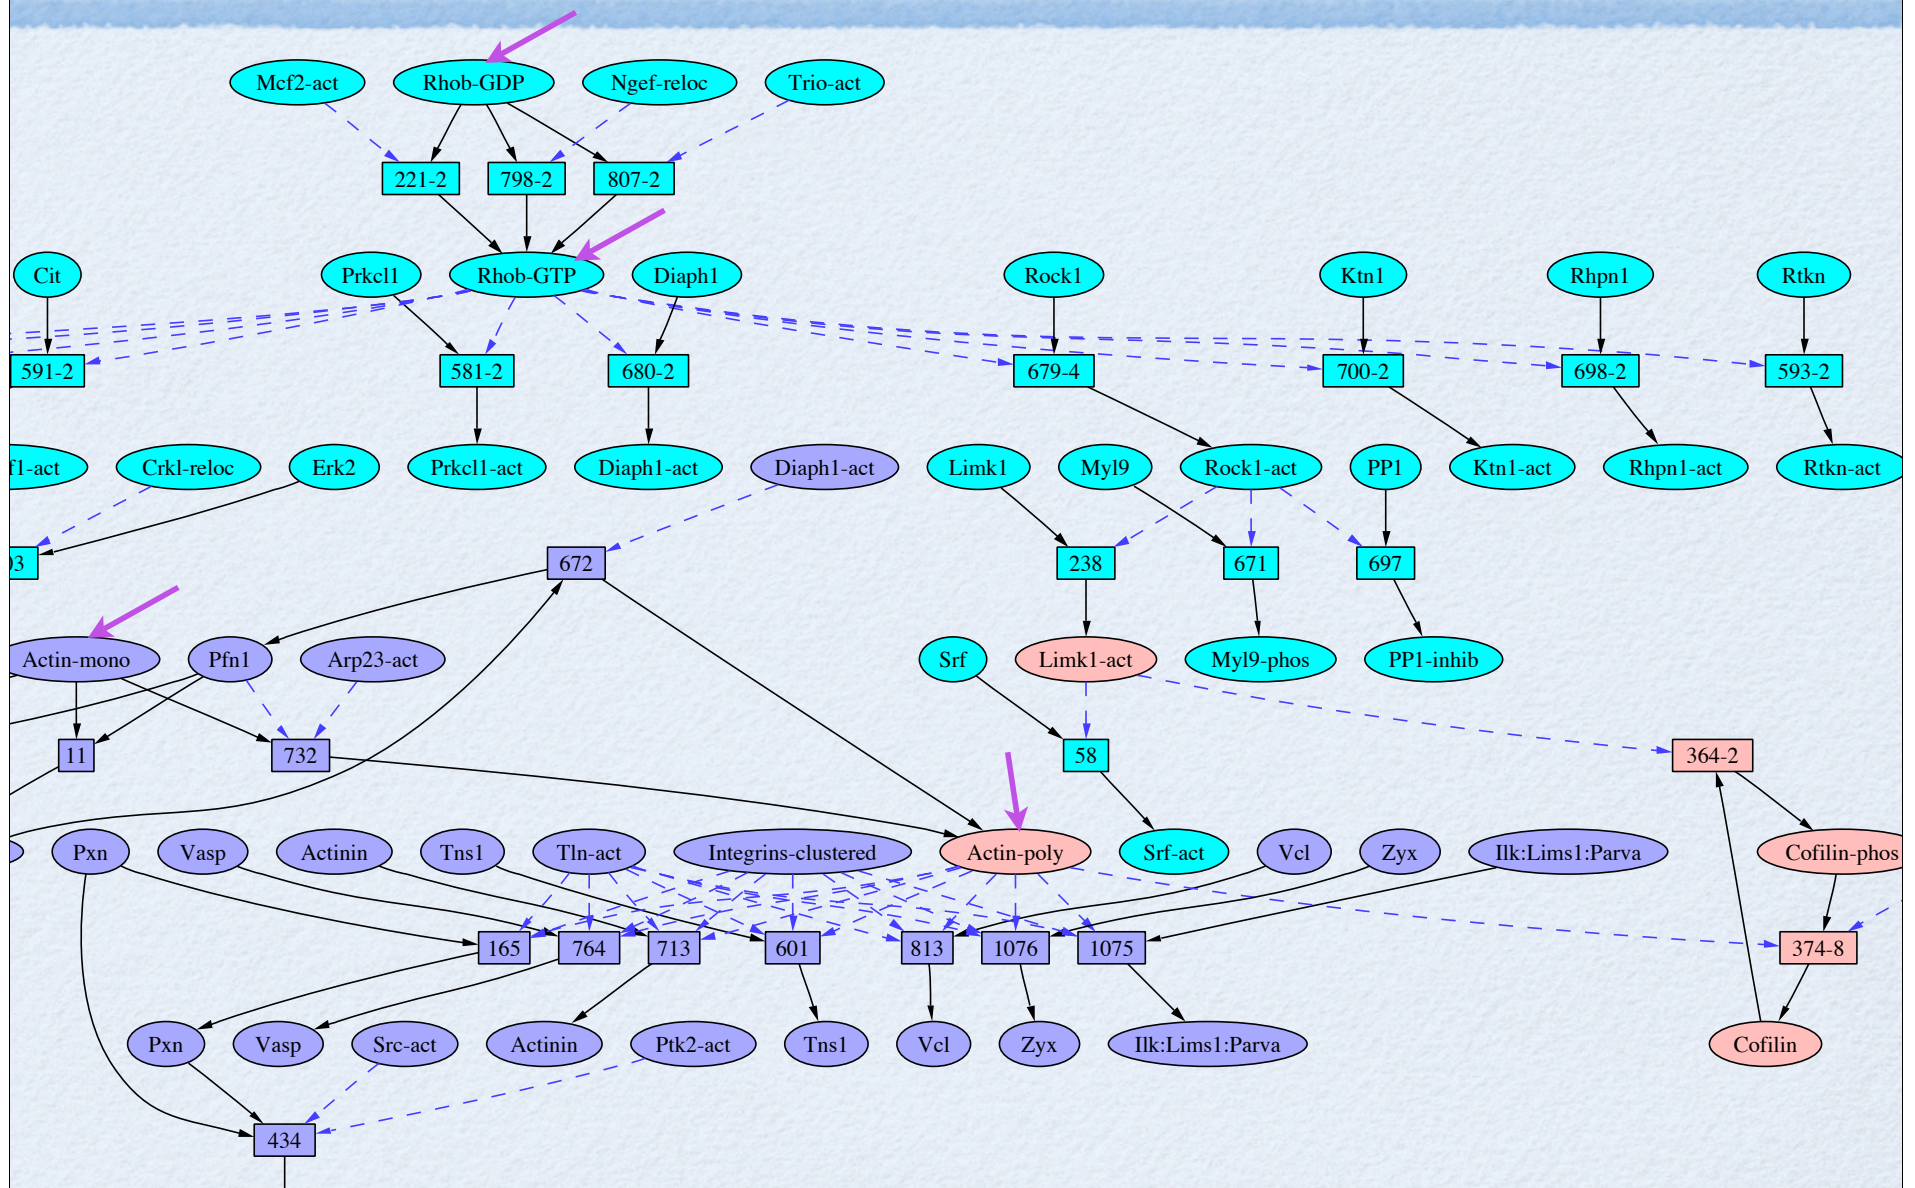 Mcf2-act Rhob-GDP Ngef-reloc Trio-act
221-2 798-2 807-2
Cit Prkcl1 Rhob-GTP Diaph1 Rock1 Ktn1 Rhpn1 Rtkn
591-2 581-2 680-2 679-4 700-2 698-2 593-2
f1-act Crkl-reloc Erk2 Prkcl1-act Diaph1-act Diaph1-act Limk1 Myl9 Rock1-act PP1 Ktn1-act Rhpn1-act Rtkn-act
03 672 238 671 697
Actin-mono Pfn1 Arp23-act Srf Limk1-act Myl9-phos PP1-inhib
11 732 58 364-2
Pxn Vasp Actinin Tns1 Tln-act Integrins-clustered Actin-poly Srf-act Vcl Zyx Ilk:Lims1:Parva Cofilin-phos
165 764 713 601 813 1076 1075 374-8
Pxn Vasp Src-act Actinin Ptk2-act Tns1 Vcl Zyx Ilk:Lims1:Parva Cofilin
434